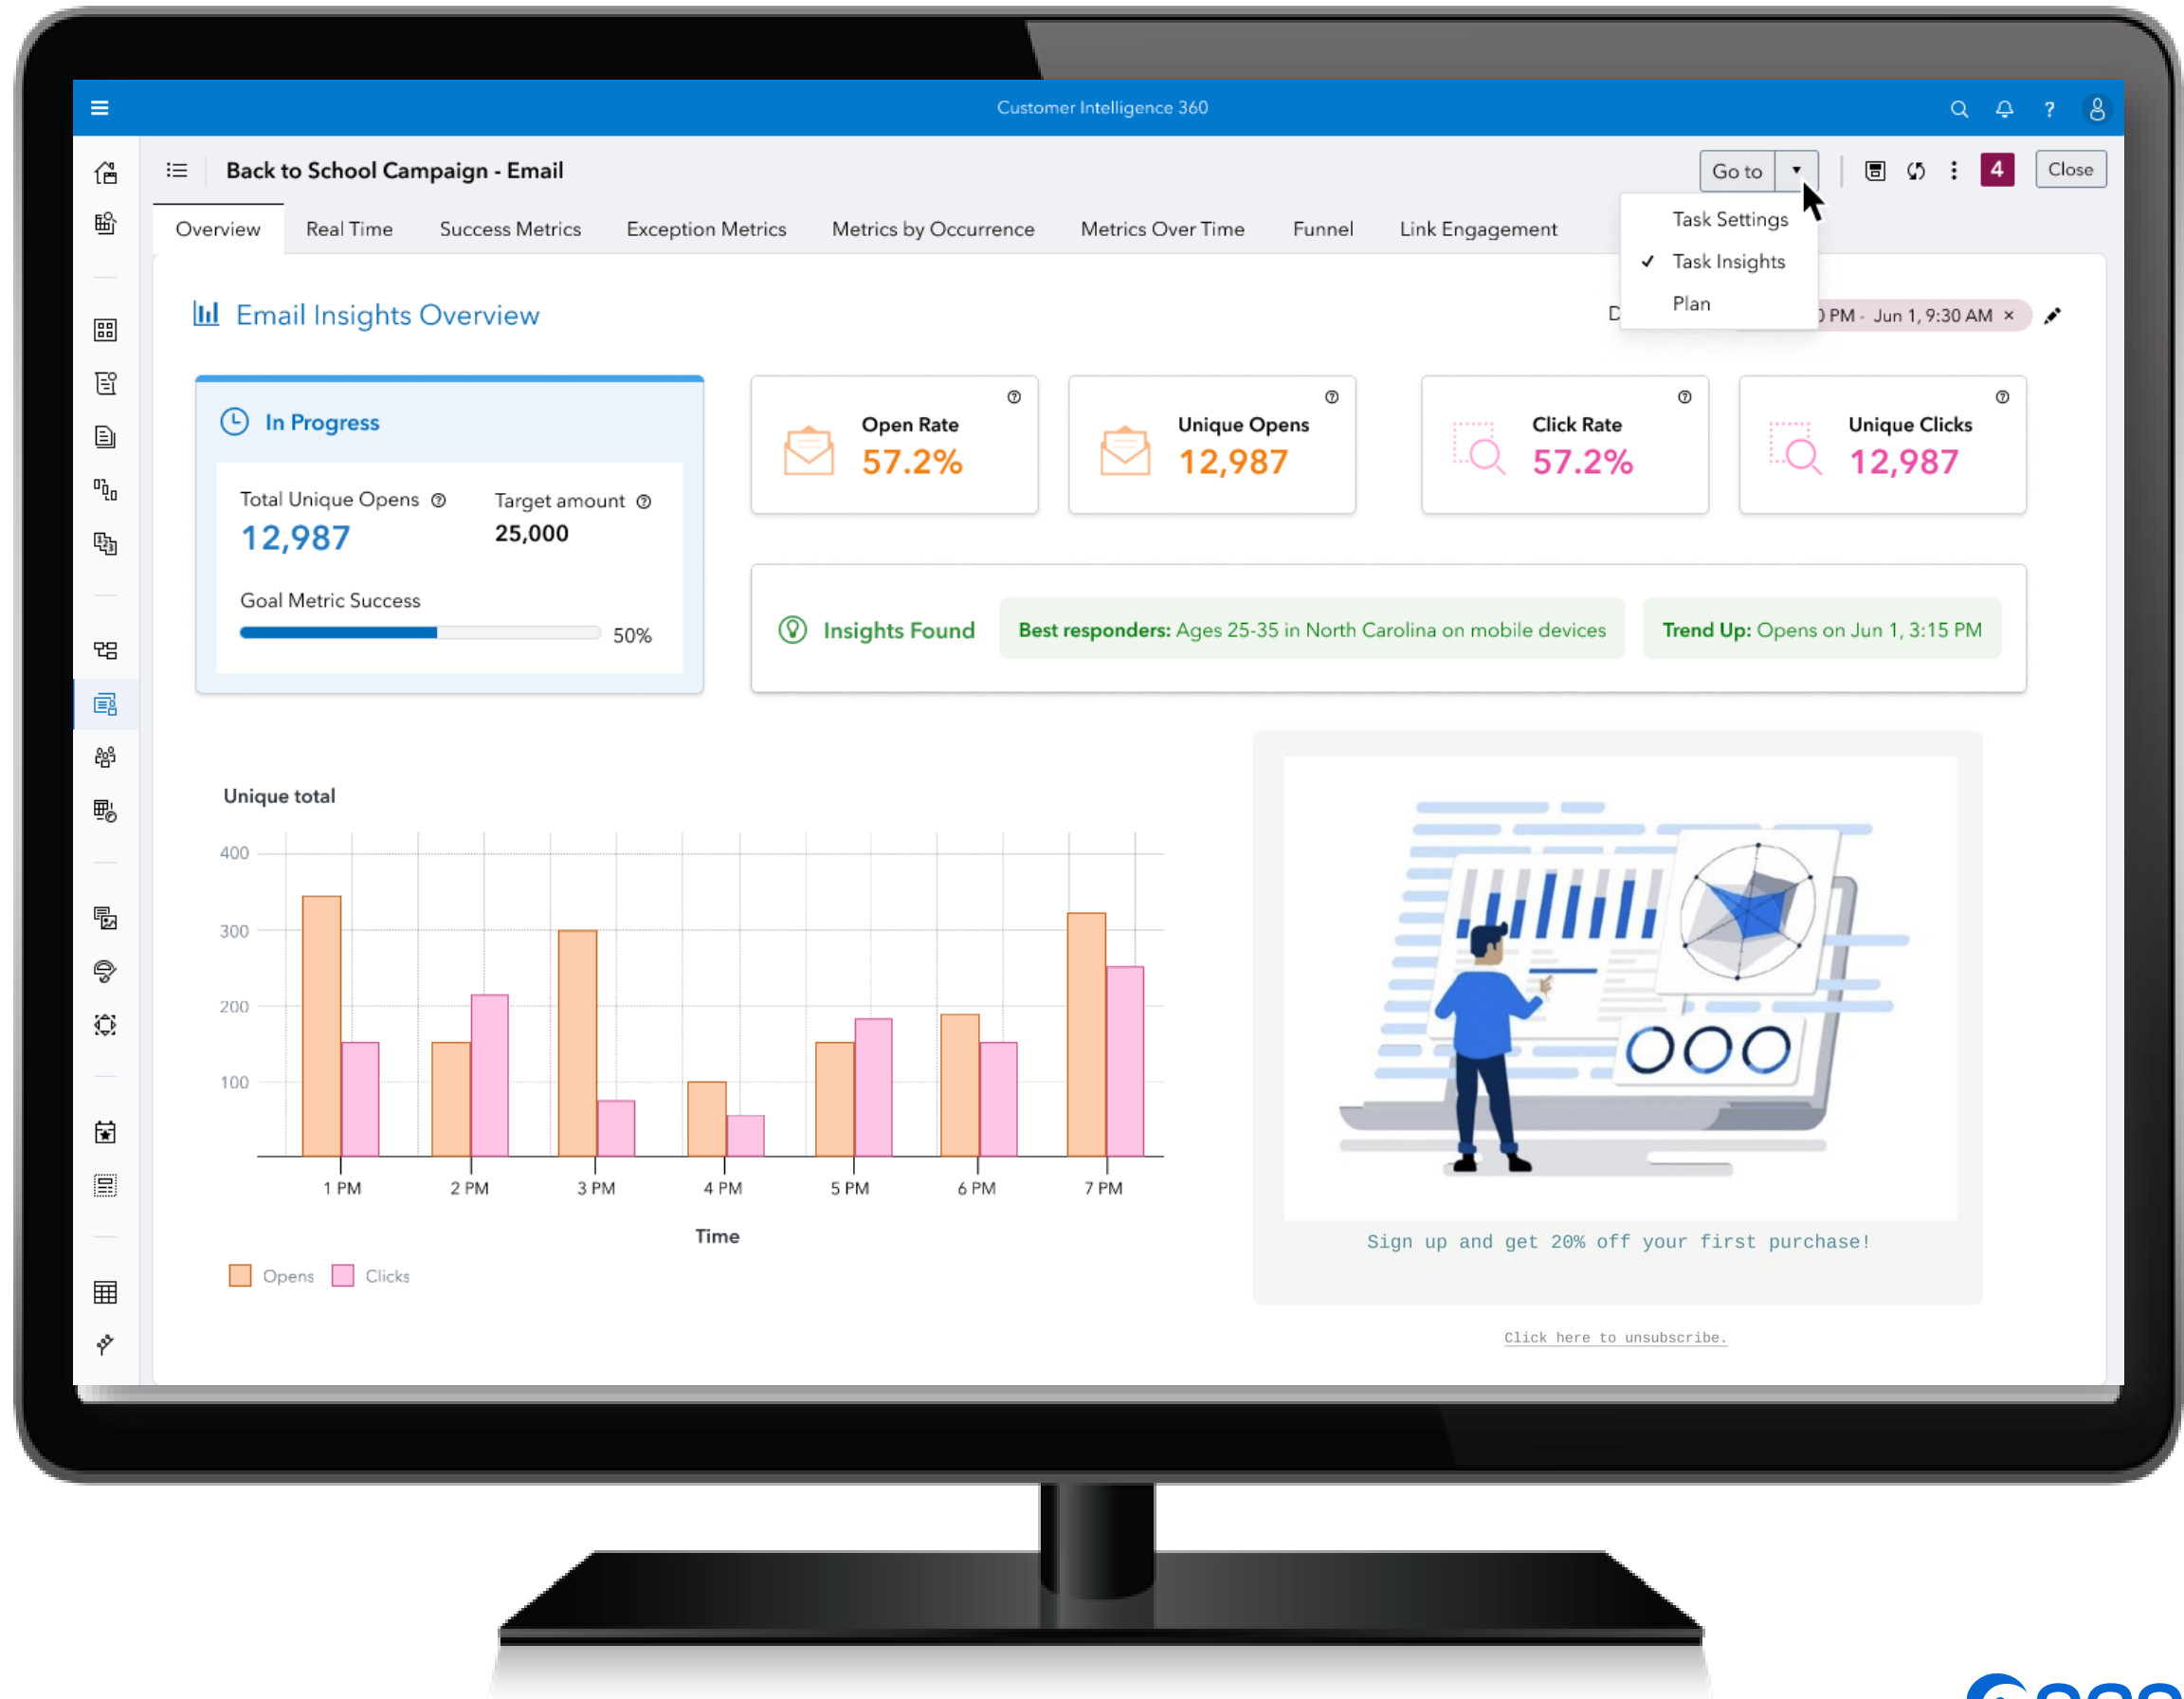 Customer Intelligence 360
?
Back to School Campaign - Email
Go to
4
Close
Overview Real Time Success Metrics Exception Metrics Metrics by Occurrence Metrics Over Time Funnel Link Engagement
Task Settings
Task Insights
Plan
Email Insights Overview
PM - Jun 1, 9:30 AM ×
In Progress
Total Unique Opens
12,987
Target amount
25,000
Goal Metric Success
50%
Open Rate
57.2%
Unique Opens
12,987
Click Rate
57.2%
Unique Clicks
12,987
Insights Found
Best responders: Ages 25-35 in North Carolina on mobile devices
Trend Up: Opens on Jun 1, 3:15 PM
Unique total
400
300
200
100
1 PM 2 PM 3 PM 4 PM 5 PM 6 PM 7 PM
Time
Opens Clicks
Sign up and get 20% off your first purchase!
Click here to unsubscribe.